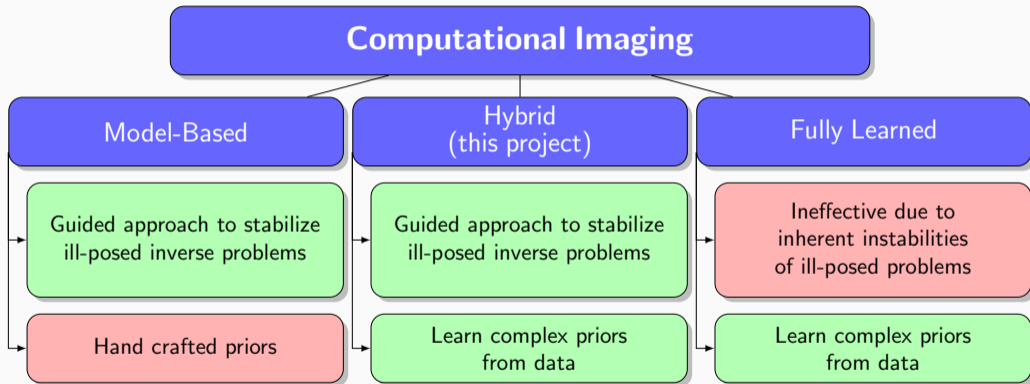 Computational Imaging
Model-Based
Hybrid
(this project)
Fully Learned
Guided approach to stabilize
ill-posed inverse problems
Guided approach to stabilize
ill-posed inverse problems
Ineffective due to
inherent instabilities
of ill-posed problems
Hand crafted priors
Learn complex priors
from data
Learn complex priors
from data